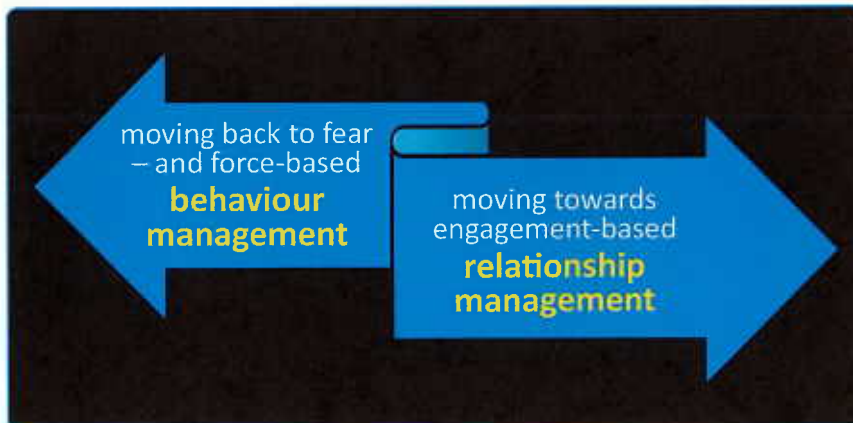 moving back to fear
– and force-based
behaviour
management
moving towards
engagement-based
relationship
management